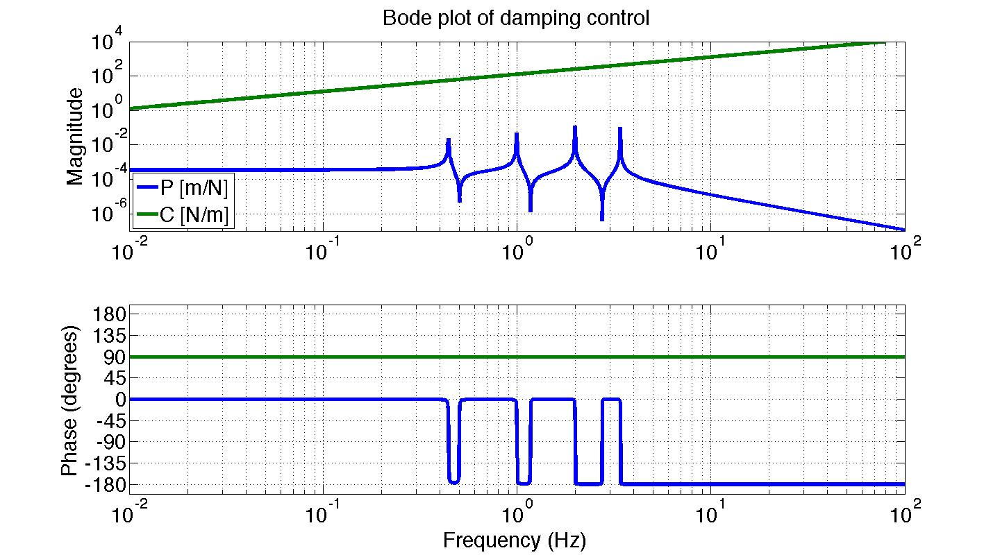 Bode plot of damping control
Magnitude
10^4
10^2
10^0
10^-2
10^-4
10^-6
P [m/N]
C [N/m]
10^-2 10^-1 10^0 10^1 10^2
Phase (degrees)
180
135
90
45
0
-45
-90
-135
-180
10^-2 10^-1 10^0 10^1 10^2
Frequency (Hz)